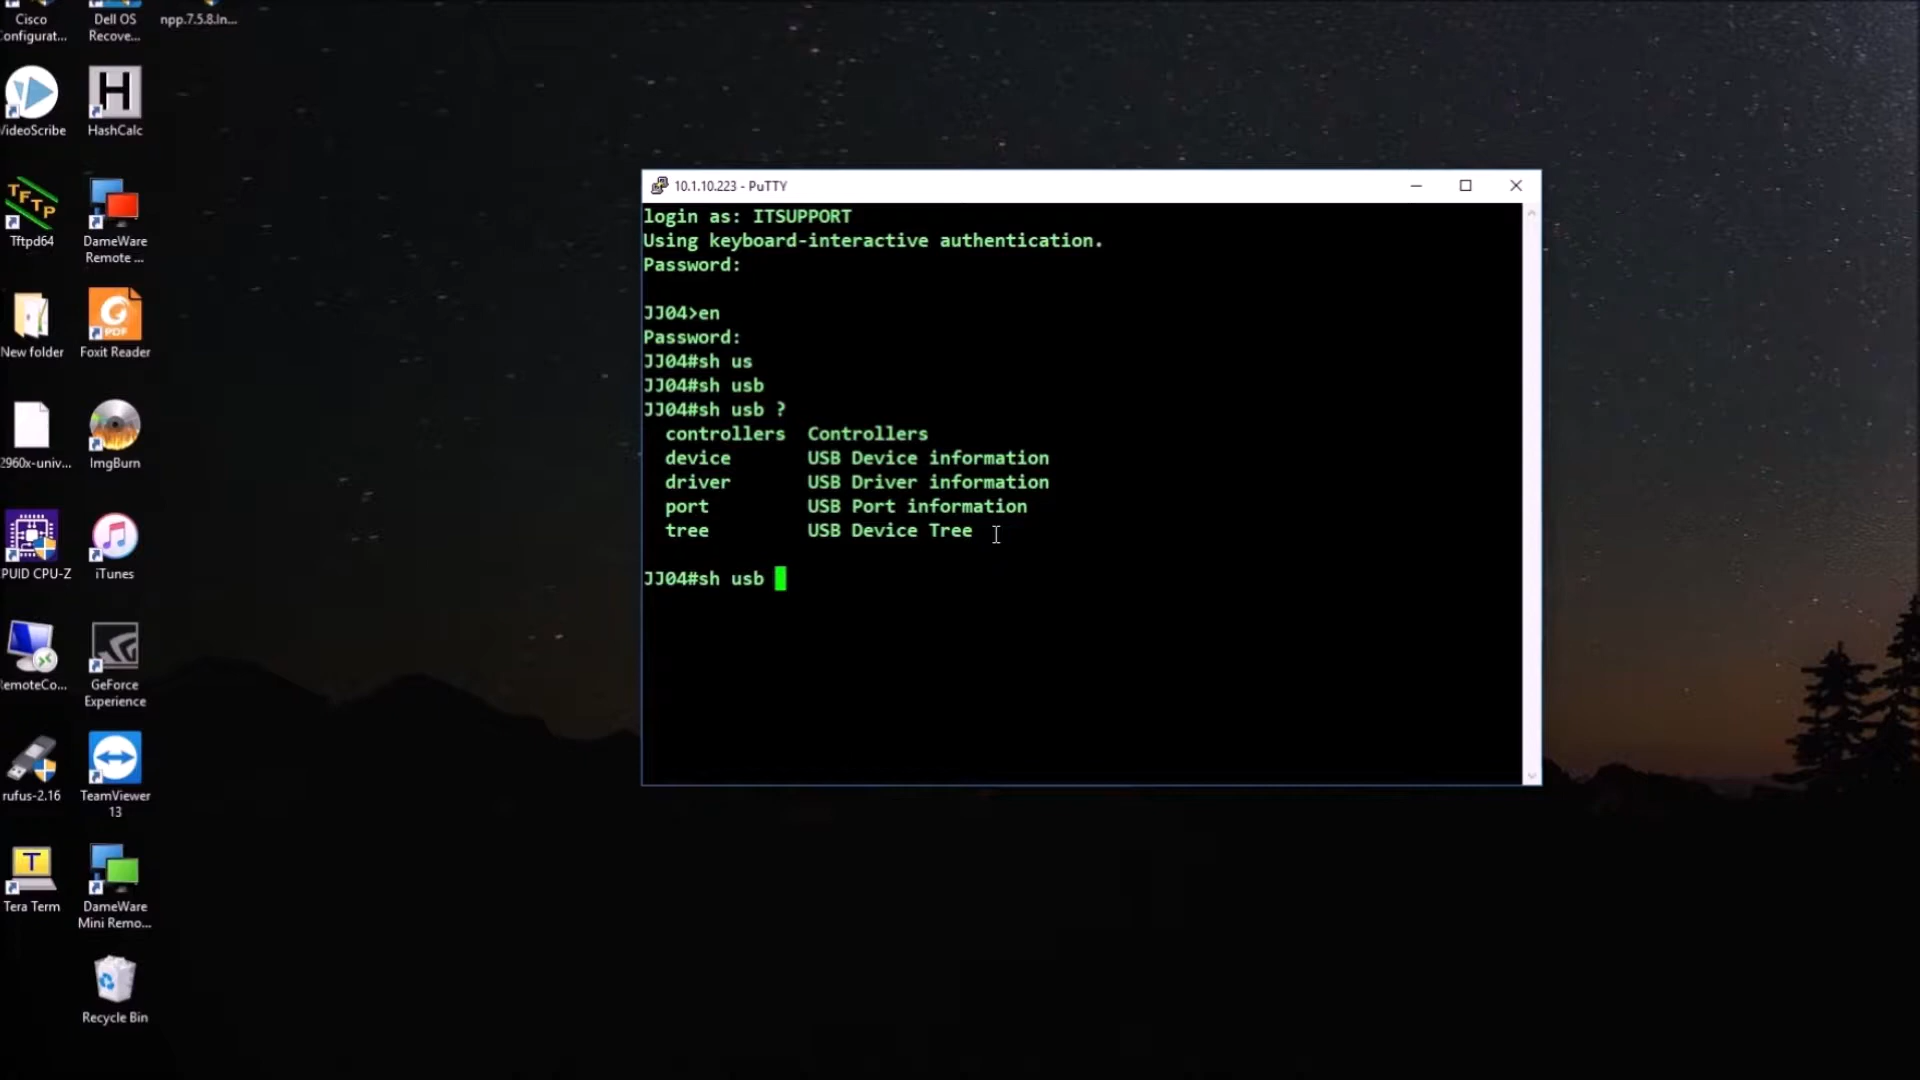 Cisco
onfigurat...
Dell OS
Recove...
npp.7.5.8.In...
VideoScribe
H
HashCalc
TFTP
Tftpd64
DameWare
Remote ...
New folder
PDF
Foxit Reader
2960x-univ...
ImgBurn
PUID CPU-Z
iTunes
emoteCo...
GeForce
Experience
rufus-2.16
TeamViewer
13
T
Tera Term
DameWare
Mini Remo...
Recycle Bin
10.1.10.223 - PuTTY
login as: ITSUPPORT
Using keyboard-interactive authentication.
Password:
JJ04>en
Password:
JJ04#sh us
JJ04#sh usb
JJ04#sh usb ?
controllers Controllers
device USB Device information
driver USB Driver information
port USB Port information
tree USB Device Tree
JJ04#sh usb